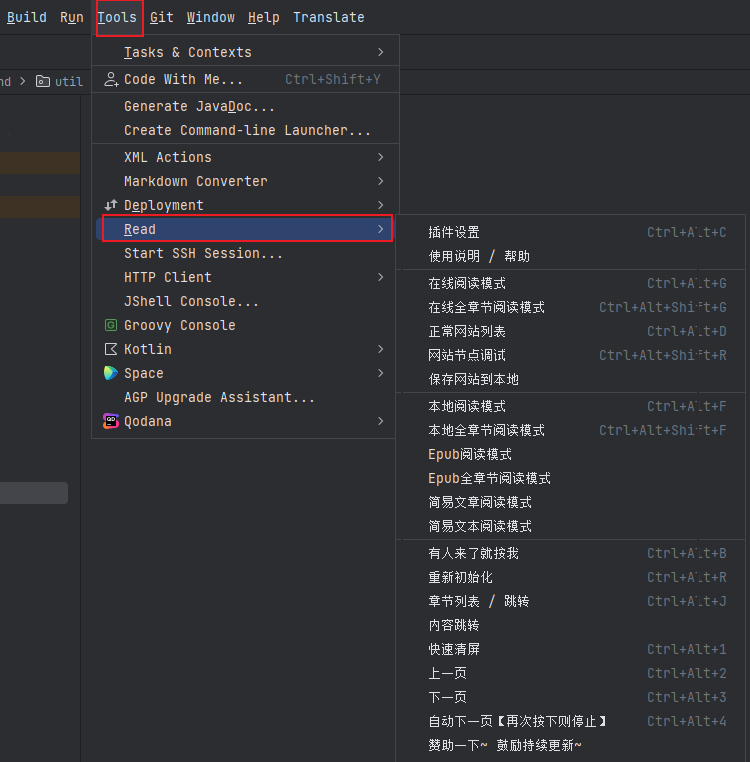 Build Run Tools Git Window Help Translate
Tasks & Contexts
nd > util
Code With Me... Ctrl+Shift+Y
Generate JavaDoc...
Create Command-line Launcher...
XML Actions
Markdown Converter
Deployment
Read
Start SSH Session...
HTTP Client
JShell Console...
Groovy Console
Kotlin
Space
AGP Upgrade Assistant...
Qodana
插件设置 Ctrl+Alt+C
使用说明 / 帮助
在线阅读模式 Ctrl+Alt+G
在线全章节阅读模式 Ctrl+Alt+Shift+G
正常网站列表 Ctrl+Alt+D
网站节点调试 Ctrl+Alt+Shift+R
保存网站到本地
本地阅读模式 Ctrl+Alt+F
本地全章节阅读模式 Ctrl+Alt+Shift+F
Epub阅读模式
Epub全章节阅读模式
简易文章阅读模式
简易文本阅读模式
有人来了就按我 Ctrl+Alt+B
重新初始化 Ctrl+Alt+R
章节列表 / 跳转 Ctrl+Alt+J
内容跳转
快速清屏 Ctrl+Alt+1
上一页 Ctrl+Alt+2
下一页 Ctrl+Alt+3
自动下一页【再次按下则停止】 Ctrl+Alt+4
赞助一下~ 鼓励持续更新~